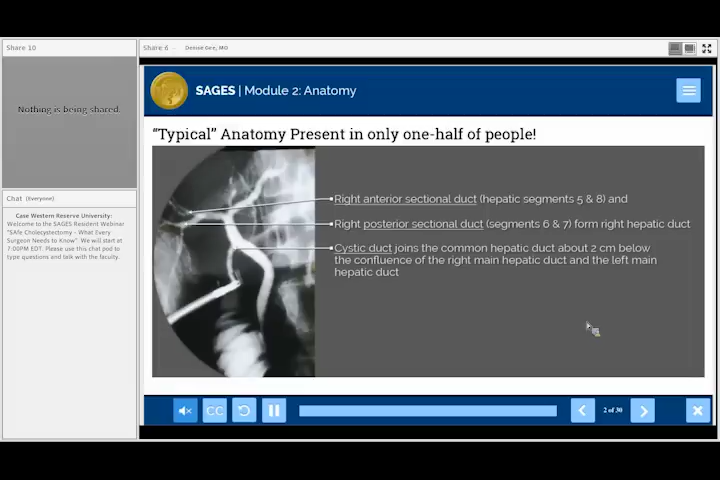 Share 10
Nothing is being shared.
Chat (Everyone)
Case Western Reserve University:
Welcome to the SAGES Resident Webinar
"SAfe Cholecystectomy - What Every
Surgeon Needs to Know". We will start at
7:00PM EDT. Please use this chat pod to
type questions and talk with the faculty.
Share 6 - Denise Gee, MD
SAGES | Module 2: Anatomy
“Typical” Anatomy Present in only one-half of people!
Right anterior sectional duct (hepatic segments 5 & 8) and
Right posterior sectional duct (segments 6 & 7) form right hepatic duct
Cystic duct joins the common hepatic duct about 2 cm below
the confluence of the right main hepatic duct and the left main
hepatic duct
CC
2 of 30